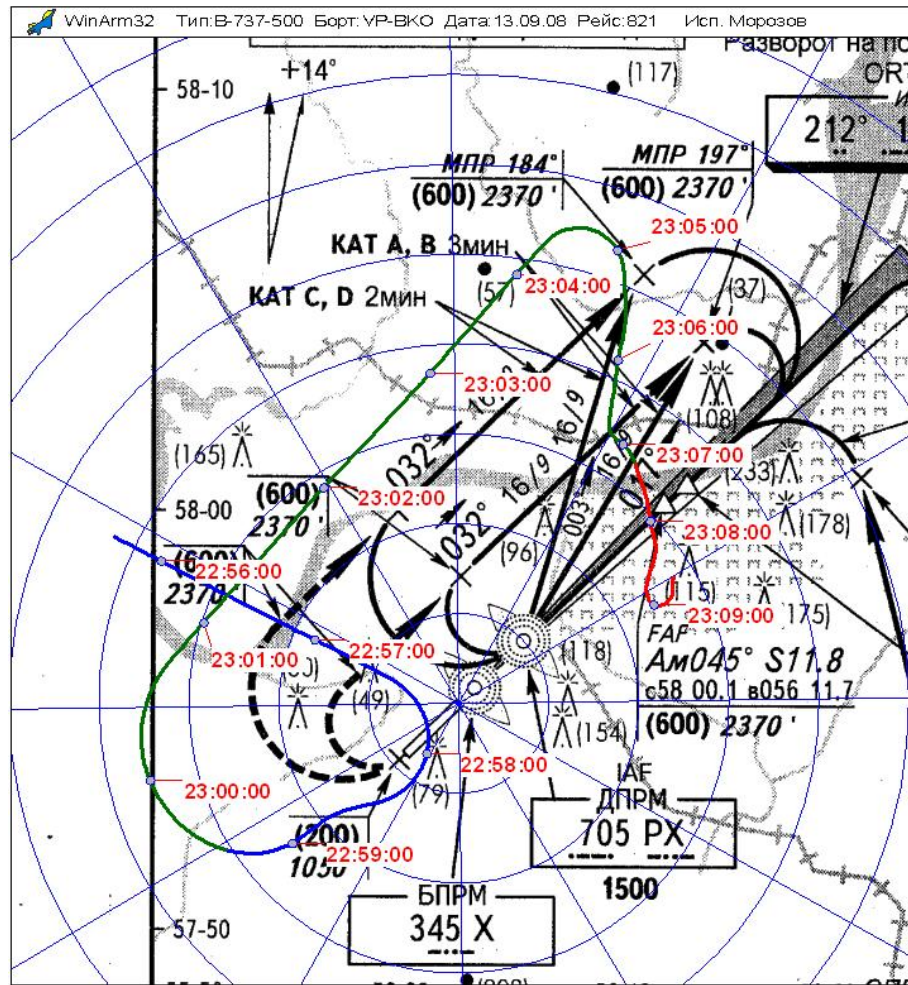 WinArm32 Тип:B-737-500 Борт:VP-BKO Дата:13.09.08 Рейс:821 Исп. Морозов
Разворот на по
+14°
(117)
58-10
212°
МПР 184°
(600) 2370 '
МПР 197°
(600) 2370 '
23:05:00
КАТ А, В 3мин
(57)
23:04:00
(37)
КАТ С, D 2мин
23:06:00
23:03:00
16/9
(108)
(165)
032°
16/9
23:07:00
(233)
(600)
2370 '
23:02:00
58-00
032°
16/9
003°
23:08:00
(178)
(96)
(600)
2370 '
22:56:00
(115)
175)
23:09:00
23:01:00
22:57:00
(118)
FAF
Ам045° S11.8
с58 00.1 в056 11.7
(49)
(600) 2370 '
(154)
22:58:00
23:00:00
(79)
IAF
ДПРМ
705 PX
(200)
1050
22:59:00
1500
БПРМ
345 X
57-50